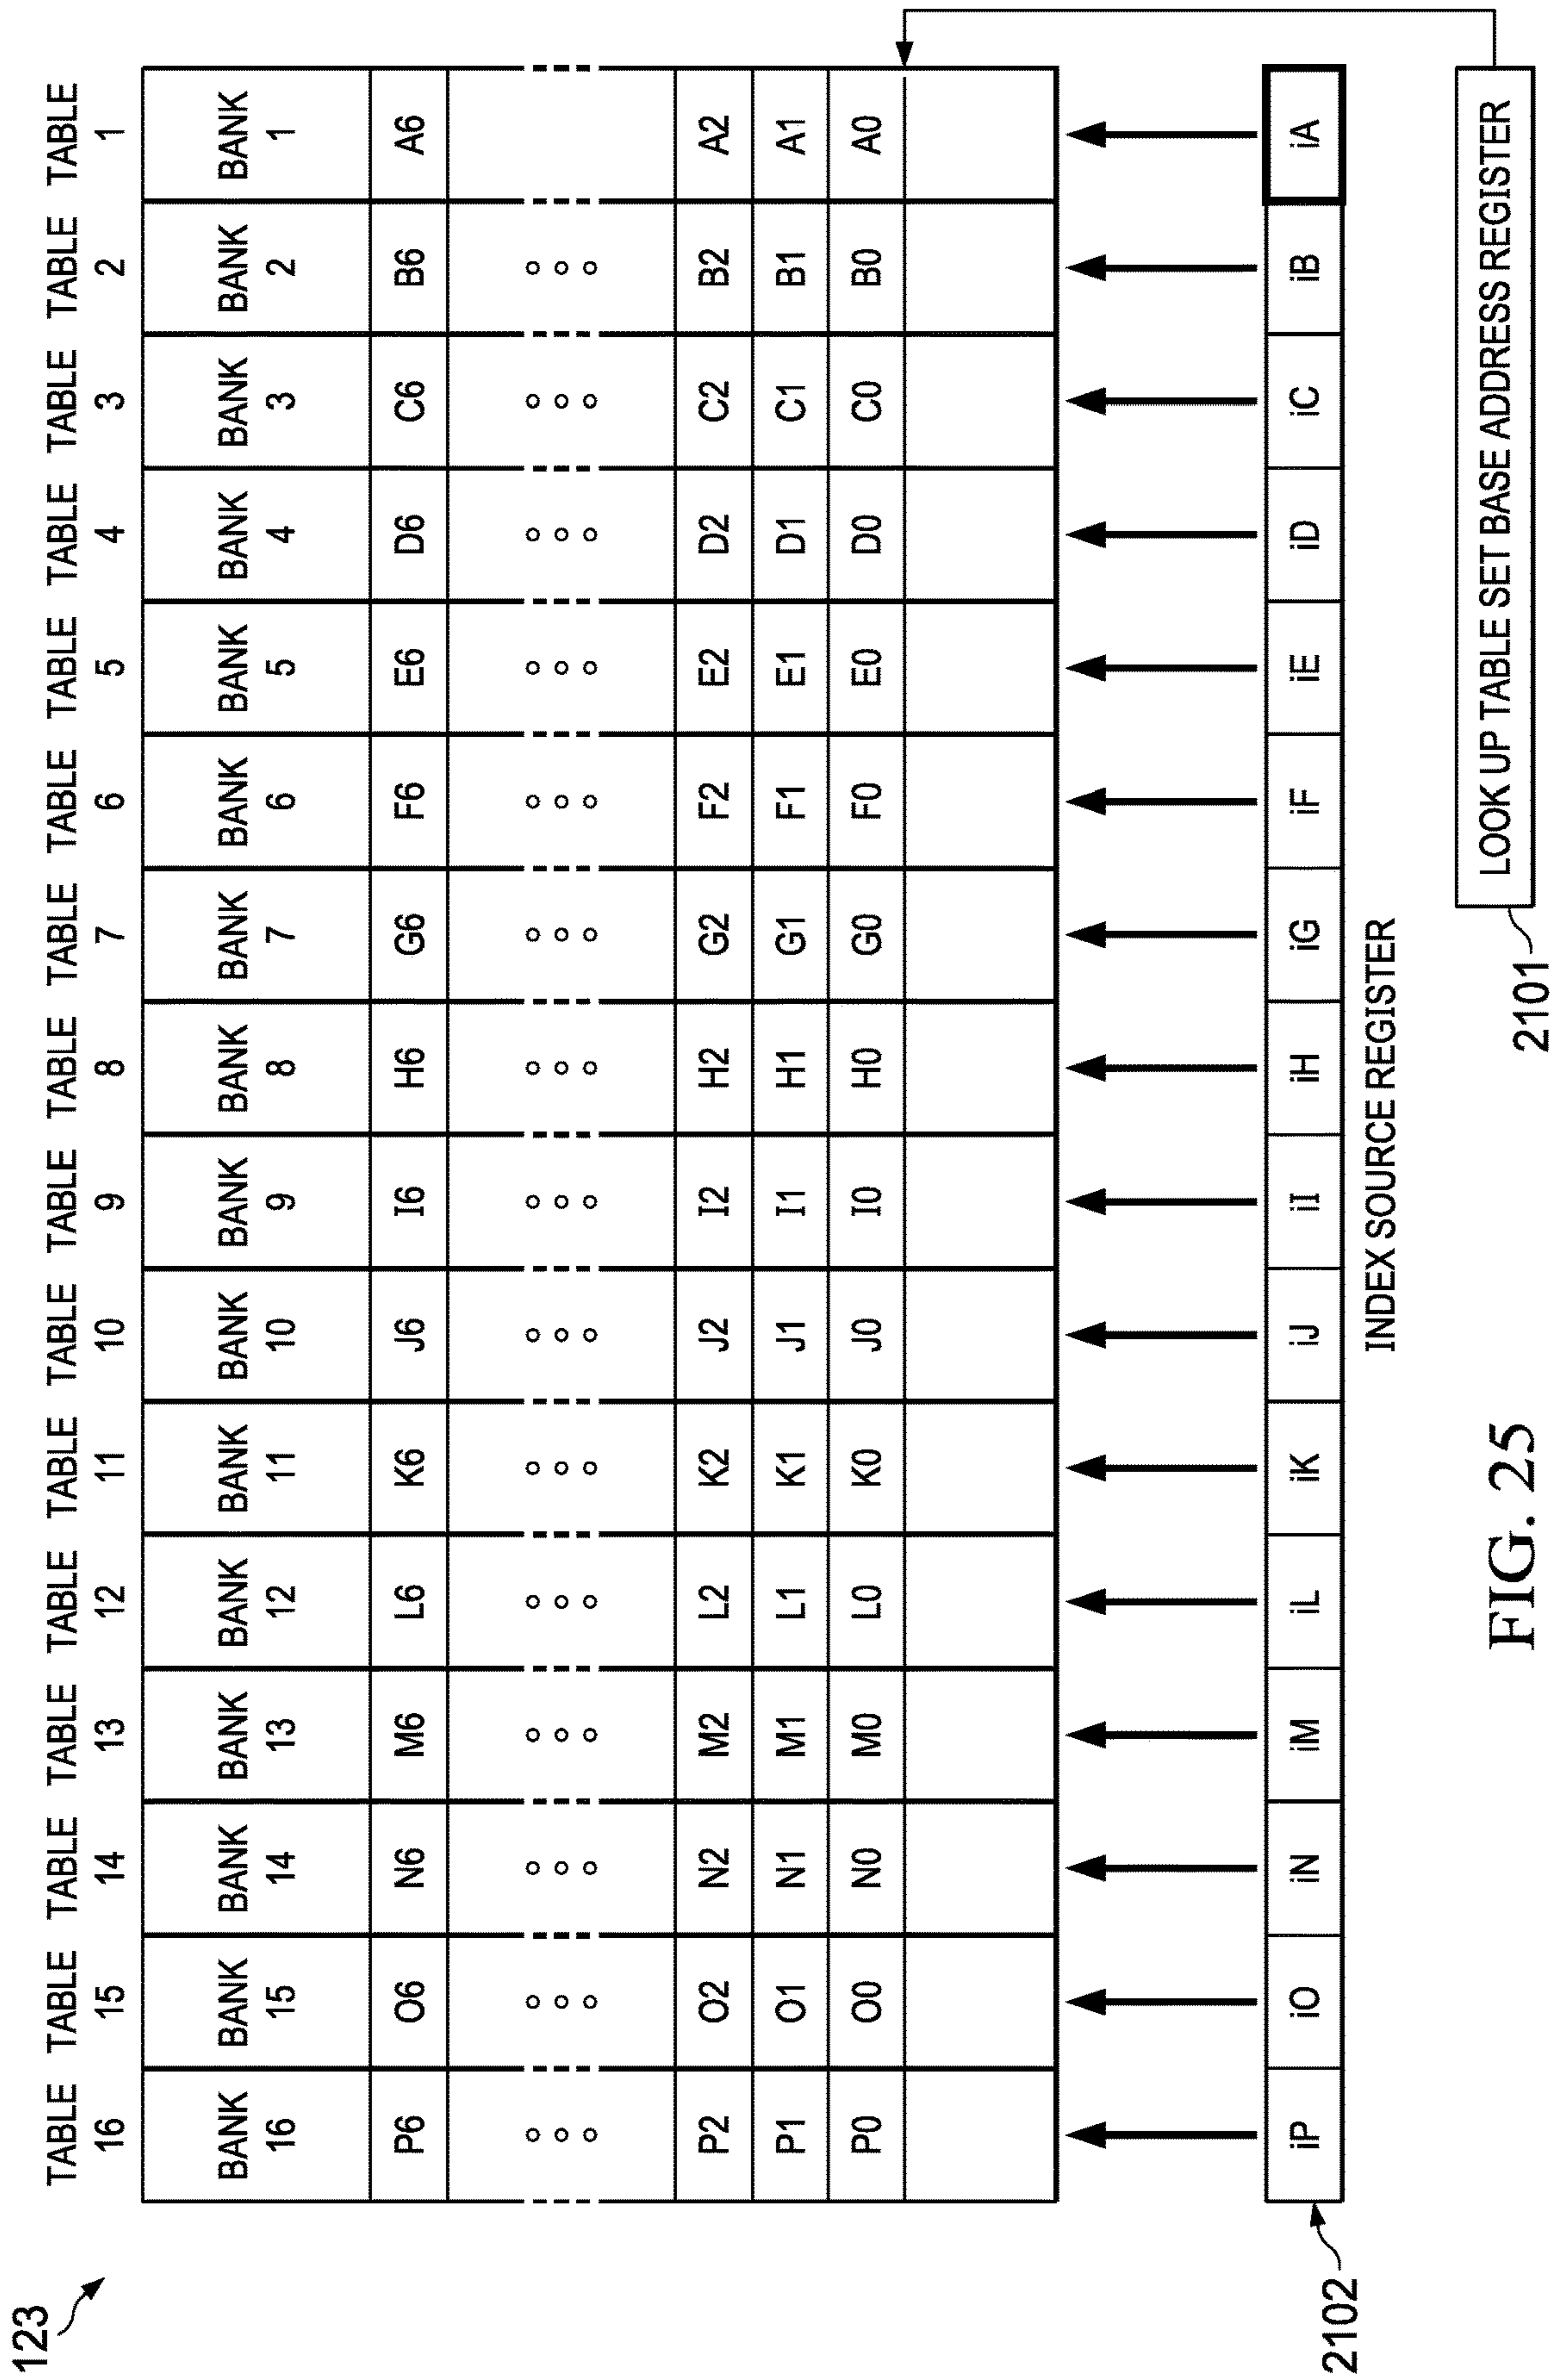 123
TABLE TABLE TABLE TABLE TABLE TABLE TABLE TABLE TABLE TABLE TABLE TABLE TABLE TABLE TABLE TABLE
16 15 14 13 12 11 10 9 8 7 6 5 4 3 2 1
BANK BANK BANK BANK BANK BANK BANK BANK BANK BANK BANK BANK BANK BANK BANK BANK
16 15 14 13 12 11 10 9 8 7 6 5 4 3 2 1
P6 O6 N6 M6 L6 K6 J6 I6 H6 G6 F6 E6 D6 C6 B6 A6
P2 O2 N2 M2 L2 K2 J2 I2 H2 G2 F2 E2 D2 C2 B2 A2
P1 O1 N1 M1 L1 K1 J1 I1 H1 G1 F1 E1 D1 C1 B1 A1
P0 O0 N0 M0 L0 K0 J0 I0 H0 G0 F0 E0 D0 C0 B0 A0
iP iO iN iM iL iK iJ iI iH iG iF iE iD iC iB iA
2102
INDEX SOURCE REGISTER
LOOK UP TABLE SET BASE ADDRESS REGISTER
2101
FIG. 25